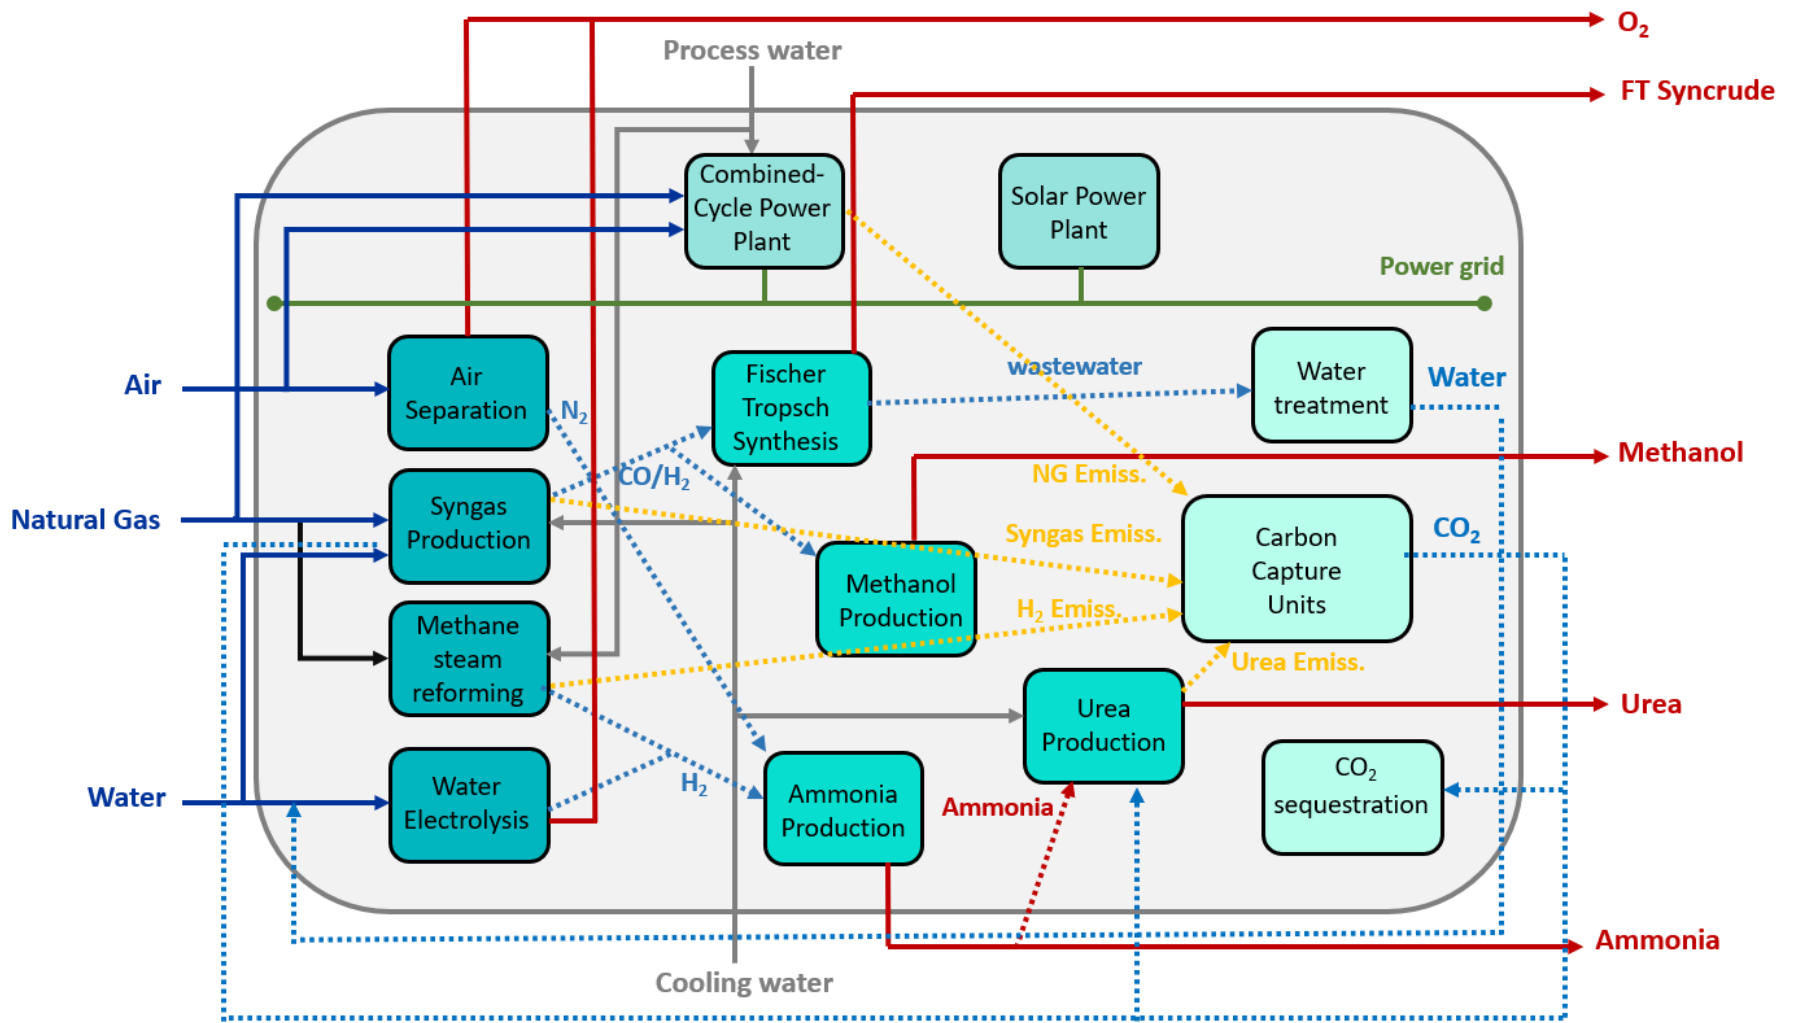 O₂
Process water
FT Syncrude
Combined-
Cycle Power
Plant
Solar Power
Plant
Power grid
Air
Air
Separation
N₂
Fischer
Tropsch
Synthesis
wastewater
Water
treatment
Water
Methanol
CO/H₂
NG Emiss.
Natural Gas
Syngas
Production
Syngas Emiss.
Carbon
Capture
Units
CO₂
Methanol
Production
H₂ Emiss.
Methane
steam
reforming
Urea Emiss.
Urea
Production
Urea
Water
Water
Electrolysis
H₂
Ammonia
Production
Ammonia
CO₂
sequestration
Ammonia
Cooling water